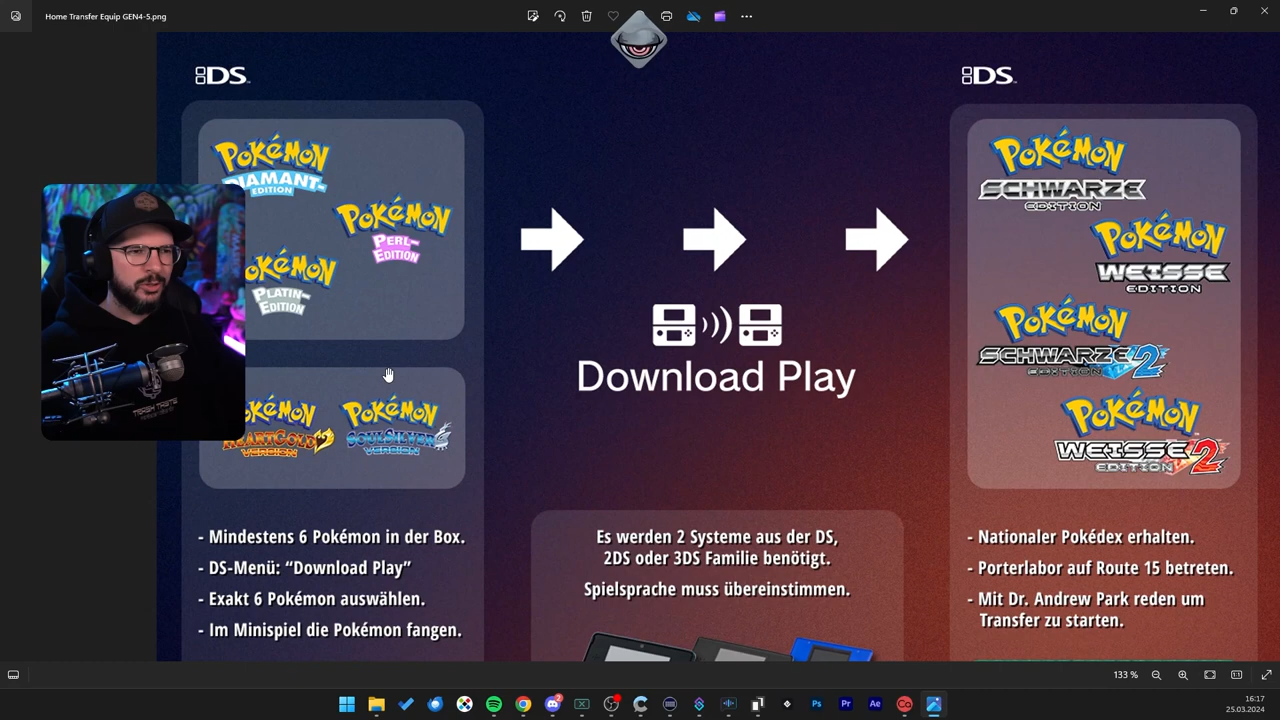 Home Transfer Equip GEN4-5.png
DS
Pokémon
DIAMANT-
EDITION
Pokémon
PERL-
EDITION
Pokémon
PLATIN-
EDITION
Pokémon
HEARTGOLD
VERSION
Pokémon
SOULSILVER
VERSION
- Mindestens 6 Pokémon in der Box.
- DS-Menü: “Download Play”
- Exakt 6 Pokémon auswählen.
- Im Minispiel die Pokémon fangen.
Download Play
Es werden 2 Systeme aus der DS,
2DS oder 3DS Familie benötigt.
Spielsprache muss übereinstimmen.
DS
Pokémon
SCHWARZE
EDITION
Pokémon
WEISSE
EDITION
Pokémon
SCHWARZE 2
EDITION
Pokémon
WEISSE 2
EDITION
- Nationaler Pokédex erhalten.
- Porterlabor auf Route 15 betreten.
- Mit Dr. Andrew Park reden um
Transfer zu starten.
133 %
16:17
25.03.2024
Ps
Pr
Ae